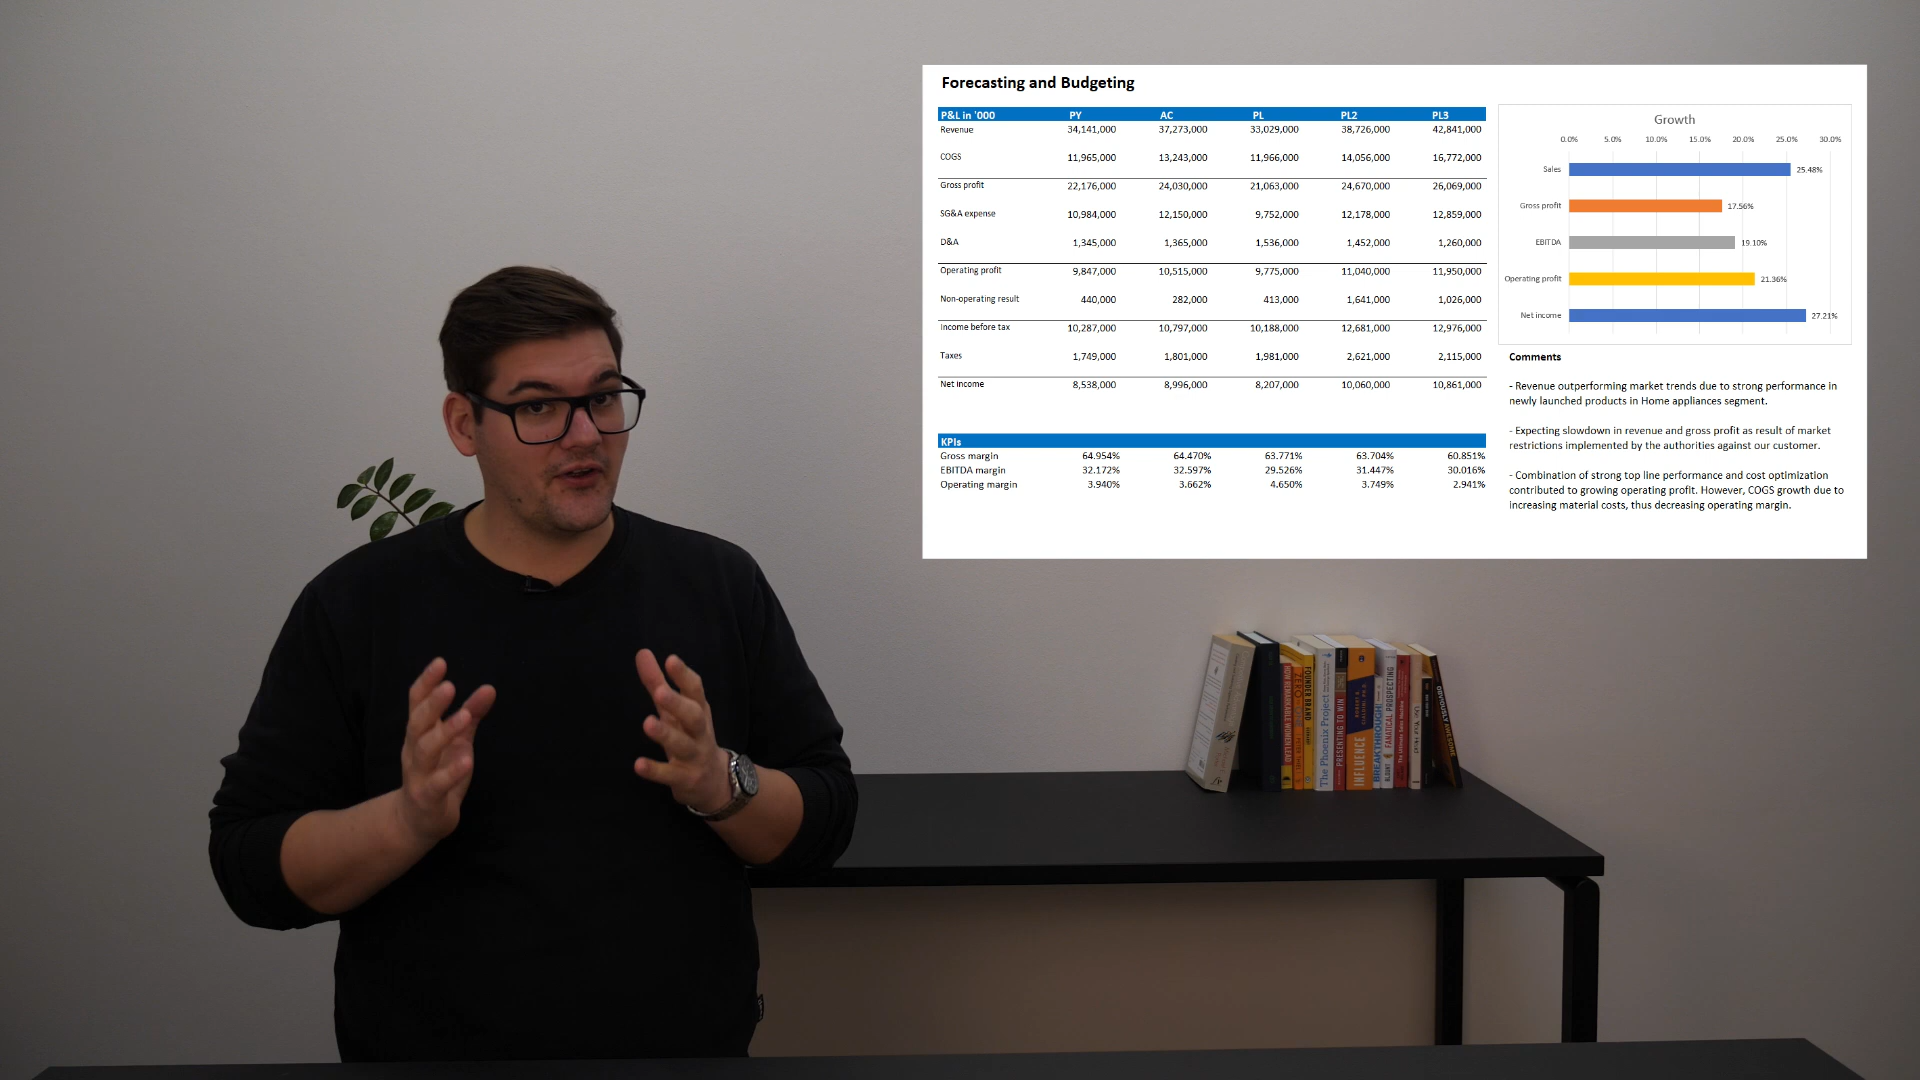 Forecasting and Budgeting
P&L in '000 PY AC PL PL2 PL3
Revenue 34,141,000 37,273,000 33,029,000 38,726,000 42,841,000
COGS 11,965,000 13,243,000 11,966,000 14,056,000 16,772,000
Gross profit 22,176,000 24,030,000 21,063,000 24,670,000 26,069,000
SG&A expense 10,984,000 12,150,000 9,752,000 12,178,000 12,859,000
D&A 1,345,000 1,365,000 1,536,000 1,452,000 1,260,000
Operating profit 9,847,000 10,515,000 9,775,000 11,040,000 11,950,000
Non-operating result 440,000 282,000 413,000 1,641,000 1,026,000
Income before tax 10,287,000 10,797,000 10,188,000 12,681,000 12,976,000
Taxes 1,749,000 1,801,000 1,981,000 2,621,000 2,115,000
Net income 8,538,000 8,996,000 8,207,000 10,060,000 10,861,000
KPIs
Gross margin 64.954% 64.470% 63.771% 63.704% 60.851%
EBITDA margin 32.172% 32.597% 29.526% 31.447% 30.016%
Operating margin 3.940% 3.662% 4.650% 3.749% 2.941%
Growth
0.0% 5.0% 10.0% 15.0% 20.0% 25.0% 30.0%
Sales 25.48%
Gross profit 17.56%
EBITDA 19.10%
Operating profit 21.36%
Net income 27.21%
Comments
- Revenue outperforming market trends due to strong performance in
newly launched products in Home appliances segment.
- Expecting slowdown in revenue and gross profit as result of market
restrictions implemented by the authorities against our customer.
- Combination of strong top line performance and cost optimization
contributed to growing operating profit. However, COGS growth due to
increasing material costs, thus decreasing operating margin.
HOW REMARKABLE WOMEN LEAD
ZERO
FOUNDER BRAND
The Phoenix Project
PRESENTING TO WIN
INFLUENCE
BREAKTHROUGH
FANATICAL PROSPECTING
BLOUNT
OBVIOUSLY AWESOME